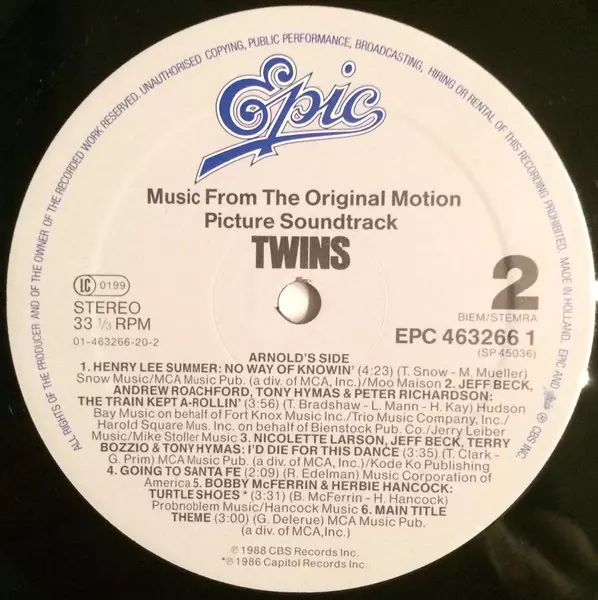 ALL RIGHTS OF THE PRODUCER AND OF THE OWNER OF THE RECORDED WORK RESERVED. UNAUTHORISED COPYING, PUBLIC PERFORMANCE, BROADCASTING, HIRING OR RENTAL OF THIS RECORDING PROHIBITED. MADE IN HOLLAND. EPIC AND ℗ CBS INC.
Epic
Music From The Original Motion
Picture Soundtrack
TWINS
LC 0199
STEREO
33 ⅓ RPM
01-463266-20-2
2
BIEM/STEMRA
EPC 463266 1
(SP 45036)
ARNOLD'S SIDE
1. HENRY LEE SUMMER: NO WAY OF KNOWIN' (4:23) (T. Snow - M. Mueller)
Snow Music/MCA Music Pub. (a div. of MCA, Inc.)/Moo Maison 2. JEFF BECK,
ANDREW ROACHFORD, TONY HYMAS & PETER RICHARDSON:
THE TRAIN KEPT A-ROLLIN' (3:56) (T. Bradshaw - L. Mann - H. Kay) Hudson
Bay Music on behalf of Fort Knox Music Inc./Trio Music Company, Inc./
Harold Square Mus. Inc. on behalf of Bienstock Pub. Co./Jerry Leiber
Music/Mike Stoller Music 3. NICOLETTE LARSON, JEFF BECK, TERRY
BOZZIO & TONY HYMAS: I'D DIE FOR THIS DANCE (3:35) (T. Clark -
G. Prim) MCA Music Pub. (a div. of MCA, Inc.)/Kode Ko Publishing
4. GOING TO SANTA FE (2:09) (R. Edelman) Music Corporation of
America 5. BOBBY McFERRIN & HERBIE HANCOCK:
TURTLE SHOES * (3:31) (B. McFerrin - H. Hancock)
Probnoblem Music/Hancock Music 6. MAIN TITLE
THEME (3:00) (G. Delerue) MCA Music Pub.
(a div. of MCA, Inc.)
℗ 1988 CBS Records Inc.
*℗ 1986 Capitol Records Inc.